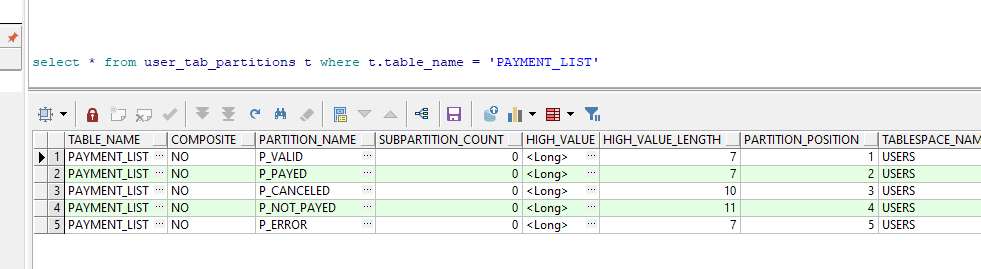 select * from user_tab_partitions t where t.table_name = 'PAYMENT_LIST'
TABLE_NAME COMPOSITE PARTITION_NAME SUBPARTITION_COUNT HIGH_VALUE HIGH_VALUE_LENGTH PARTITION_POSITION TABLESPACE_NAM
1 PAYMENT_LIST ... NO P_VALID ... 0 <Long> ... 7 1 USERS
2 PAYMENT_LIST ... NO P_PAYED ... 0 <Long> ... 7 2 USERS
3 PAYMENT_LIST ... NO P_CANCELED ... 0 <Long> ... 10 3 USERS
4 PAYMENT_LIST ... NO P_NOT_PAYED ... 0 <Long> ... 11 4 USERS
5 PAYMENT_LIST ... NO P_ERROR ... 0 <Long> ... 7 5 USERS